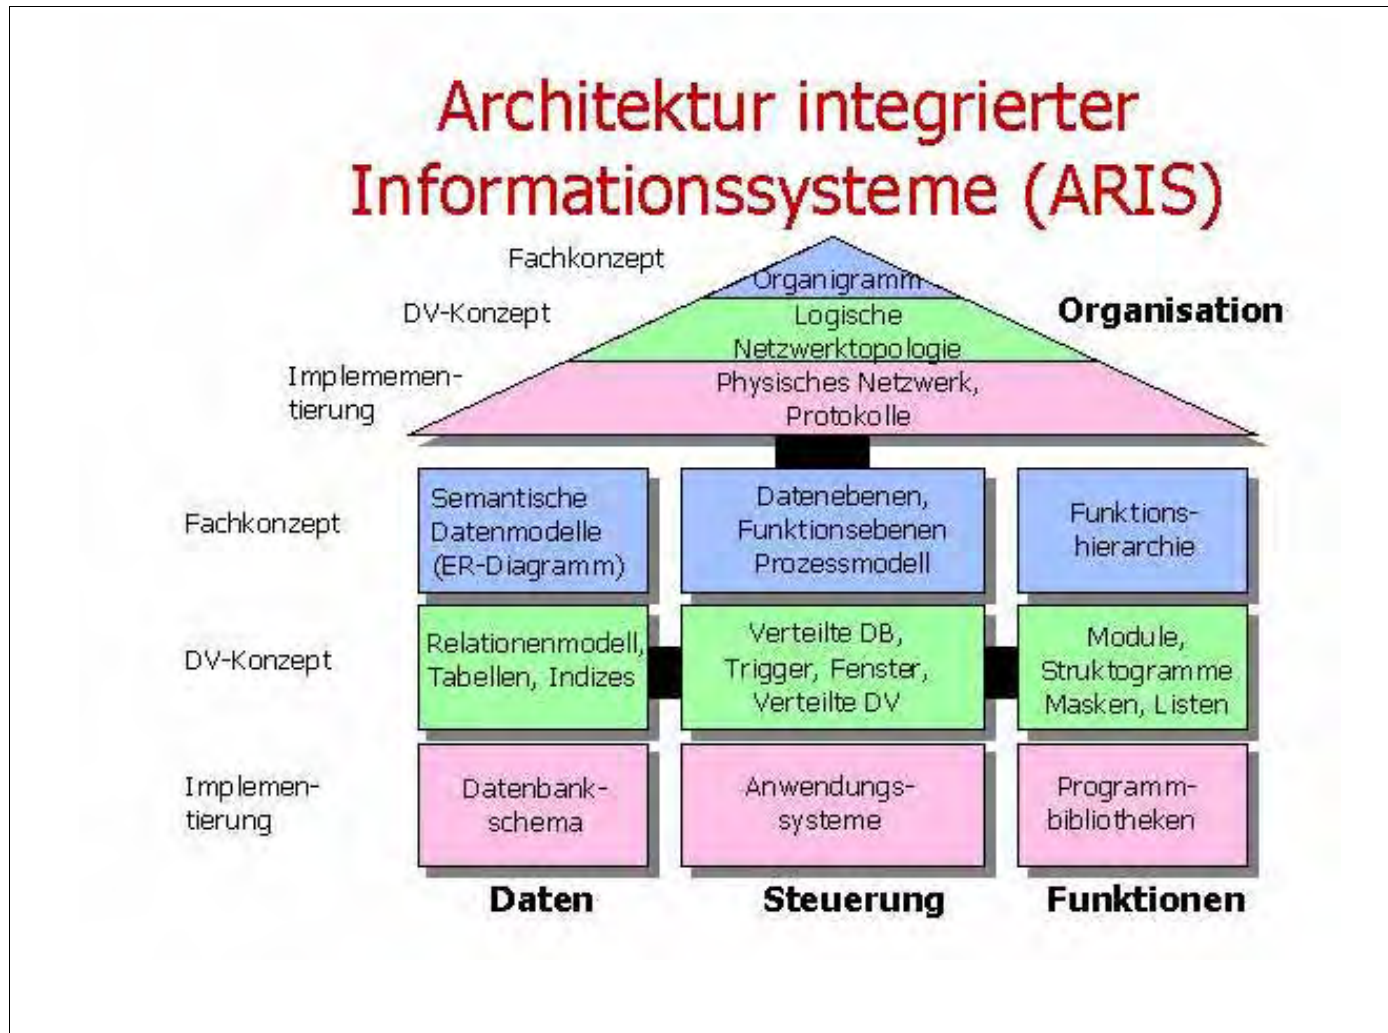 Architektur integrierter
Informationssysteme (ARIS)
Fachkonzept
Organigramm
DV-Konzept
Logische
Netzwerktopologie
Organisation
Implememen-
tierung
Physisches Netzwerk,
Protokolle
Fachkonzept
Semantische
Datenmodelle
(ER-Diagramm)
Datenebenen,
Funktionsebenen
Prozessmodell
Funktions-
hierarchie
DV-Konzept
Relationenmodell,
Tabellen, Indizes
Verteilte DB,
Trigger, Fenster,
Verteilte DV
Module,
Struktogramme
Masken, Listen
Implemen-
tierung
Datenbank-
schema
Anwendungs-
systeme
Programm-
bibliotheken
Daten
Steuerung
Funktionen